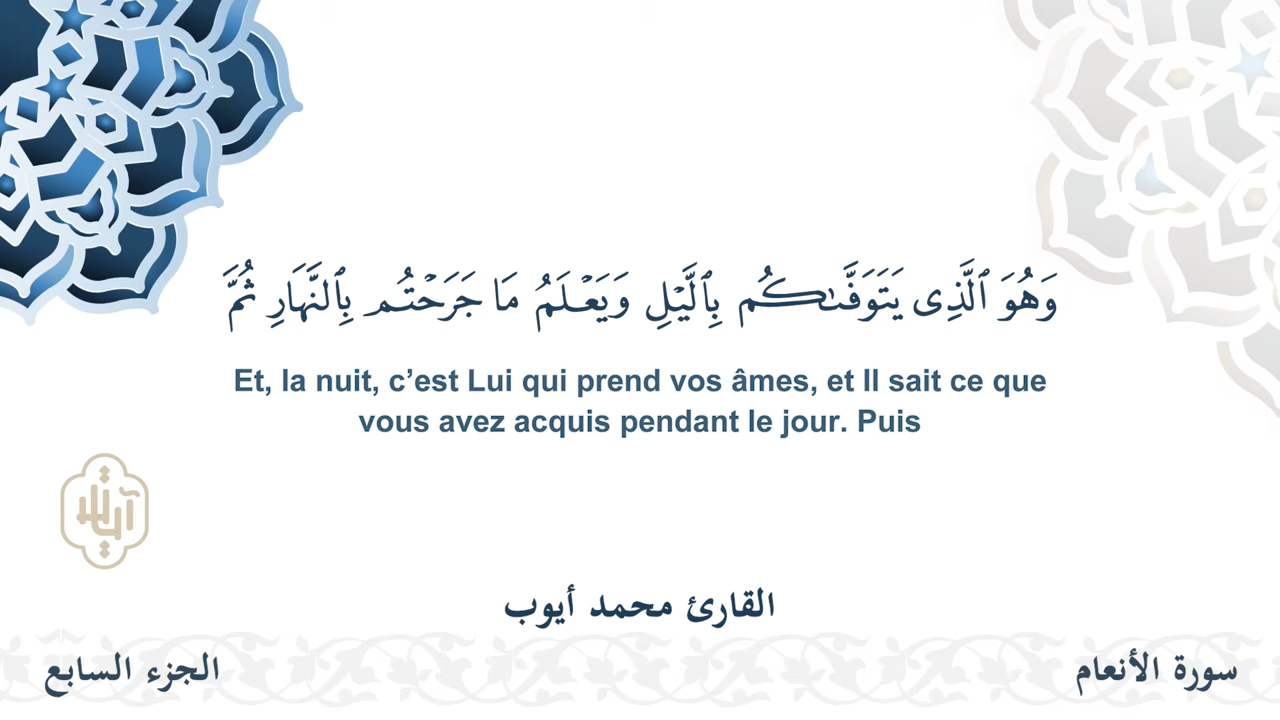 وَهُوَ ٱلَّذِى يَتَوَفَّىٰكُم بِٱلَّيْلِ وَيَعْلَمُ مَا جَرَحْتُم بِٱلنَّهَارِ ثُمَّ
Et, la nuit, c’est Lui qui prend vos âmes, et Il sait ce que
vous avez acquis pendant le jour. Puis
القارئ محمد أيوب
سورة الأنعام
الجزء السابع